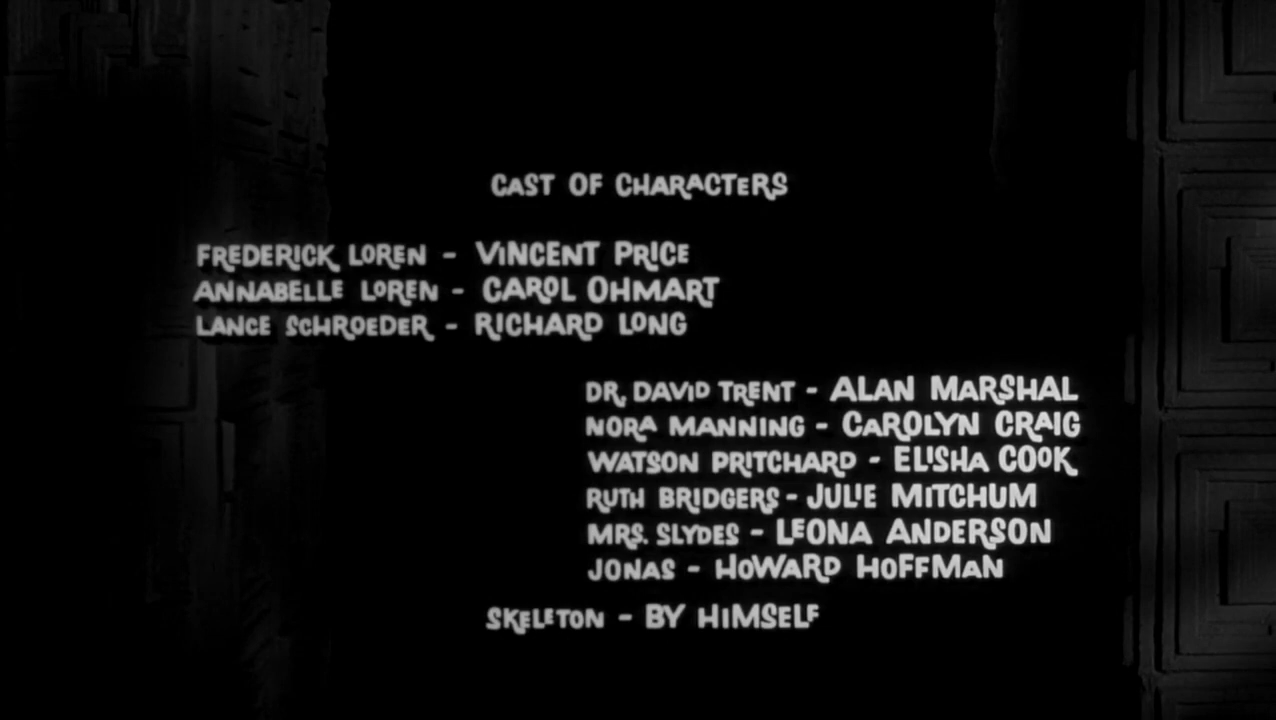 CAST OF CHARACTERS
FREDERICK LOREN - VINCENT PRICE
ANNABELLE LOREN - CAROL OHMART
LANCE SCHROEDER - RICHARD LONG
DR. DAVID TRENT - ALAN MARSHAL
NORA MANNING - CAROLYN CRAIG
WATSON PRITCHARD - ELISHA COOK
RUTH BRIDGERS - JULIE MITCHUM
MRS. SLYDES - LEONA ANDERSON
JONAS - HOWARD HOFFMAN
SKELETON - BY HIMSELF